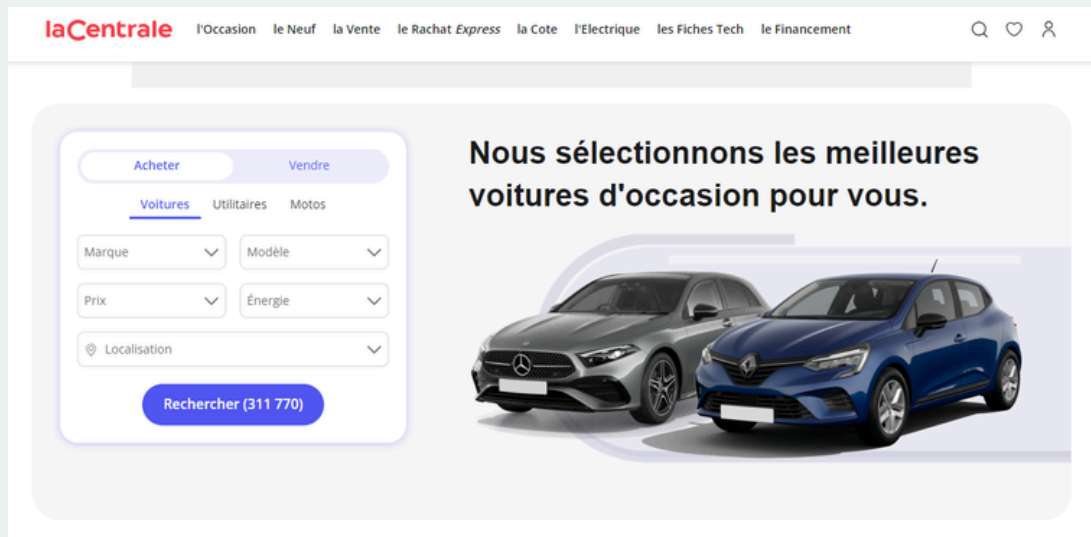 laCentrale l'Occasion le Neuf la Vente le Rachat Express la Cote l'Electrique les Fiches Tech le Financement
Acheter Vendre
Voitures Utilitaires Motos
Marque Modèle
Prix Énergie
Localisation
Rechercher (311 770)
Nous sélectionnons les meilleures
voitures d'occasion pour vous.